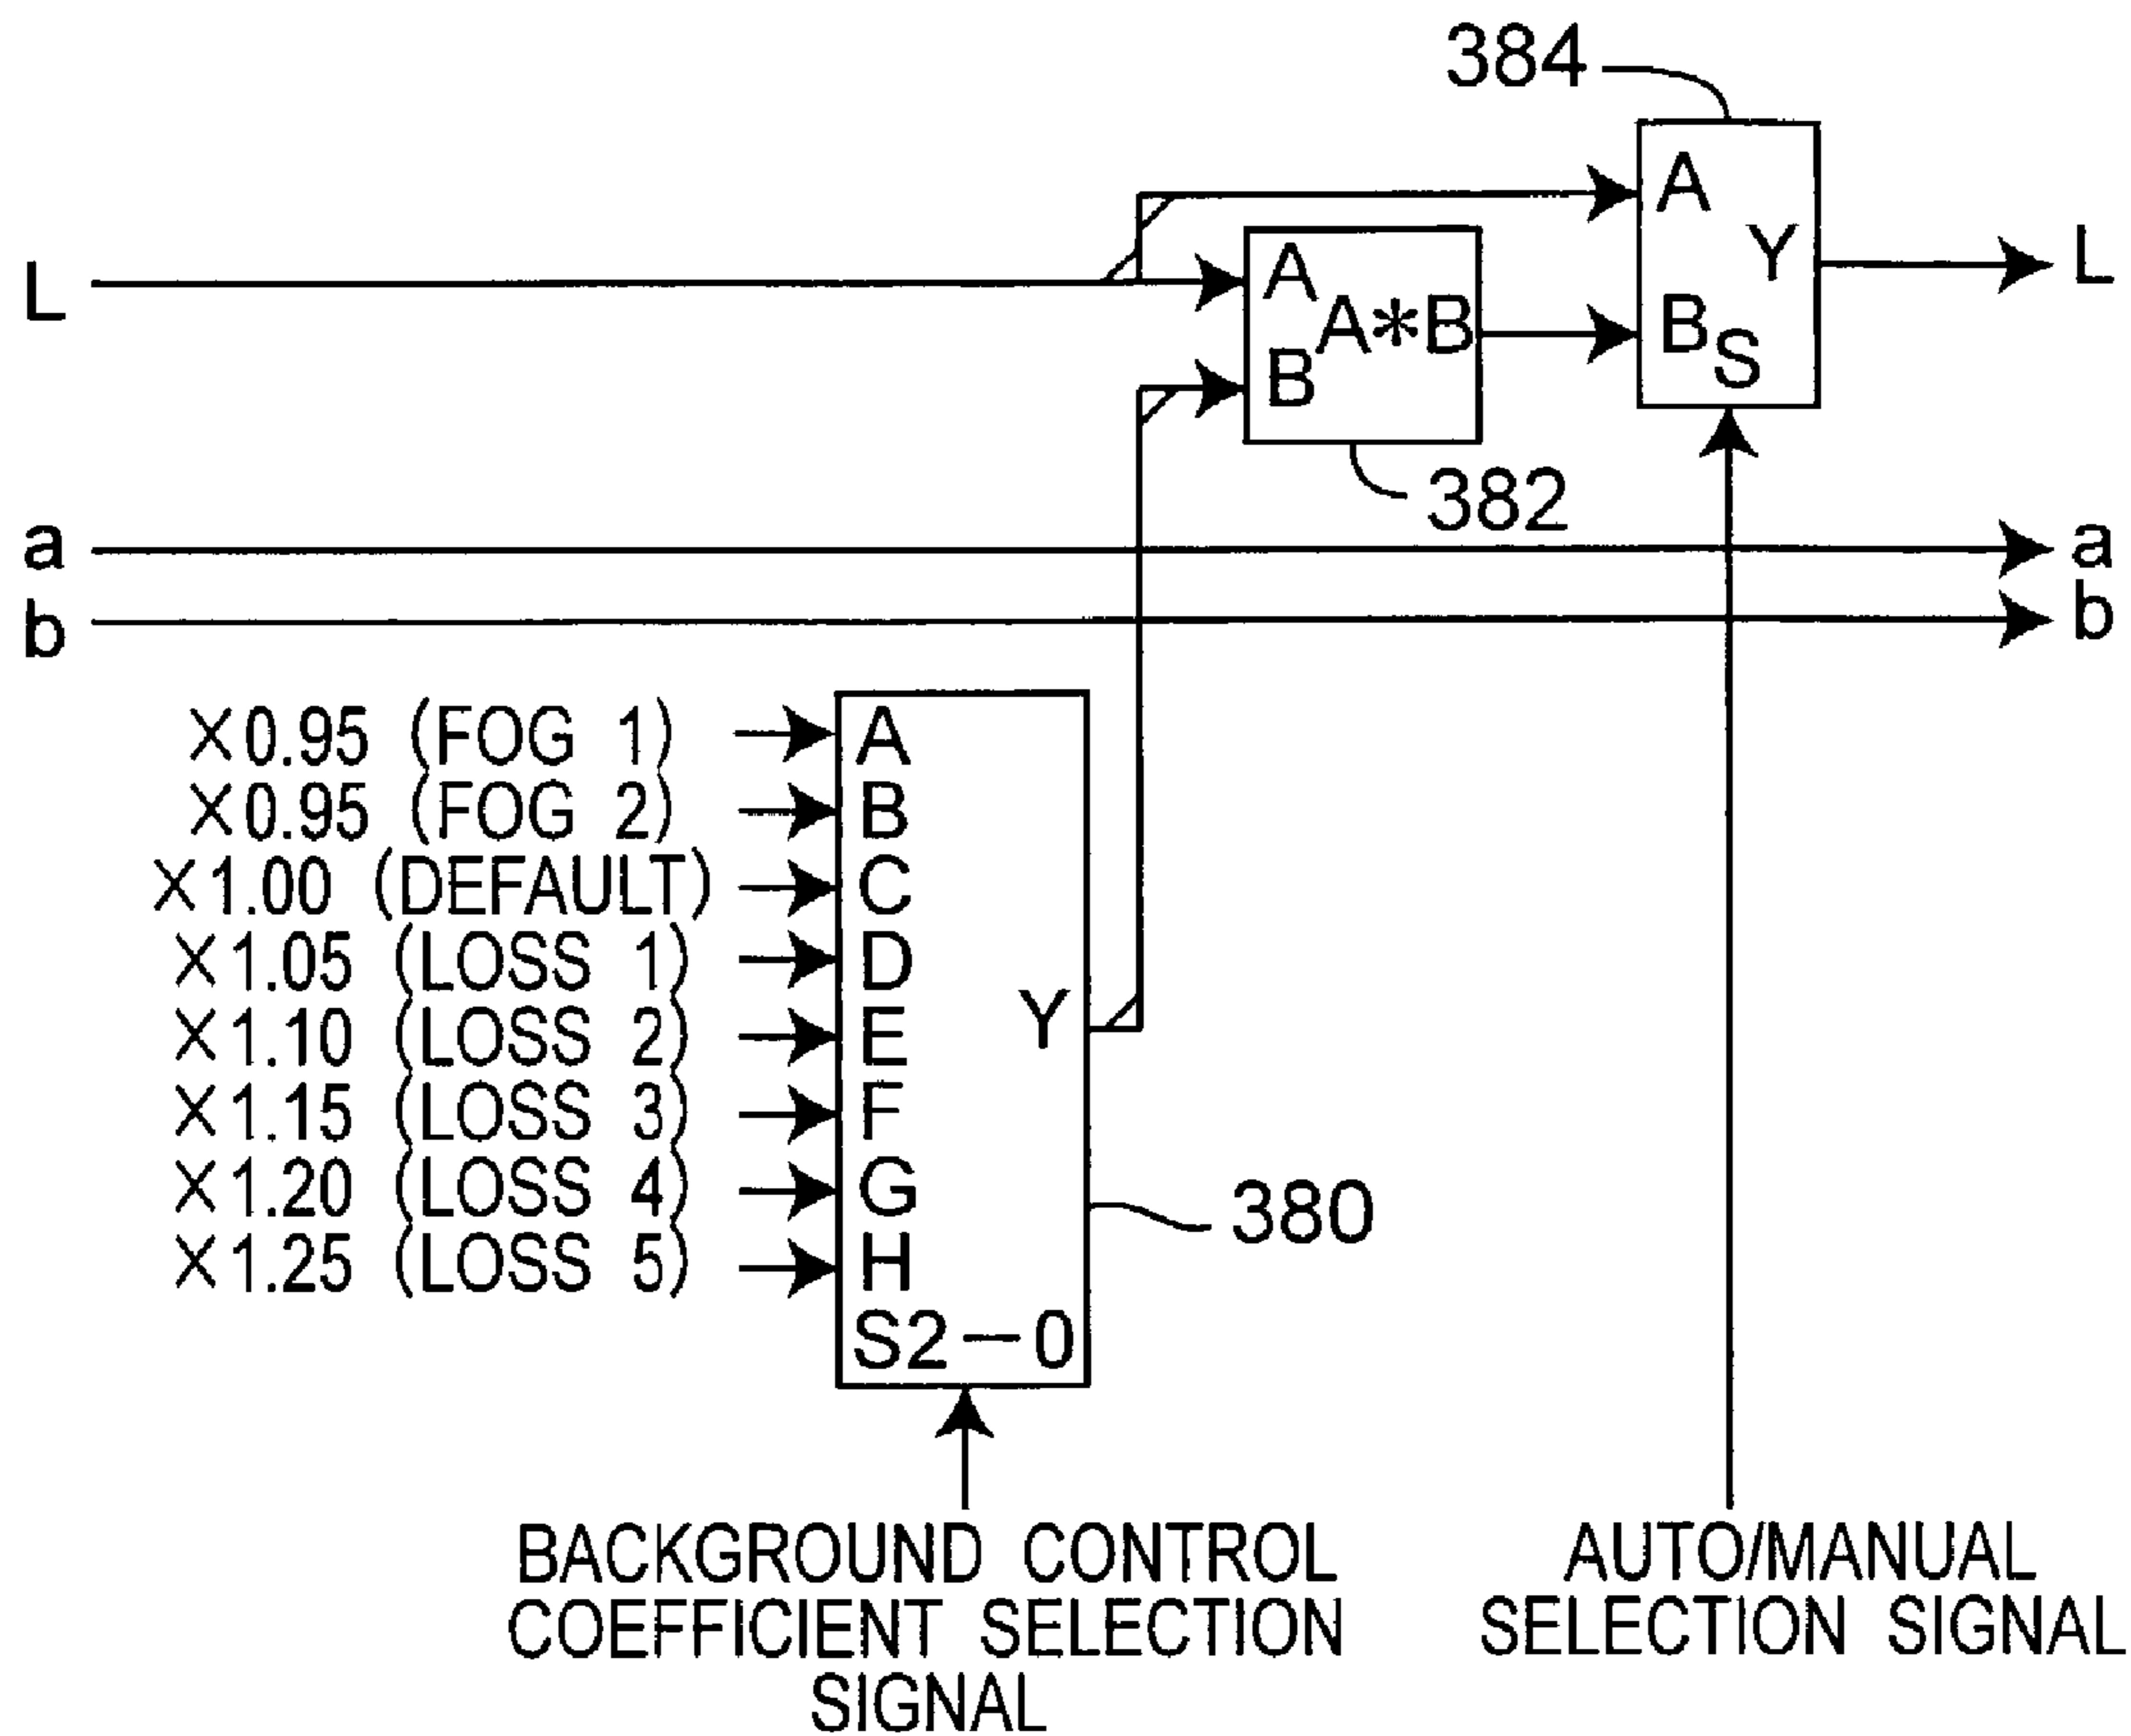 384
A
Y
L
L
A
A*B
B
B
S
382
a
a
b
b
×0.95 (FOG 1)
A
×0.95 (FOG 2)
B
×1.00 (DEFAULT)
C
×1.05 (LOSS 1)
D
×1.10 (LOSS 2)
E
Y
×1.15 (LOSS 3)
F
×1.20 (LOSS 4)
G
380
×1.25 (LOSS 5)
H
S2-0
BACKGROUND CONTROL
COEFFICIENT SELECTION
SIGNAL
AUTO/MANUAL
SELECTION SIGNAL